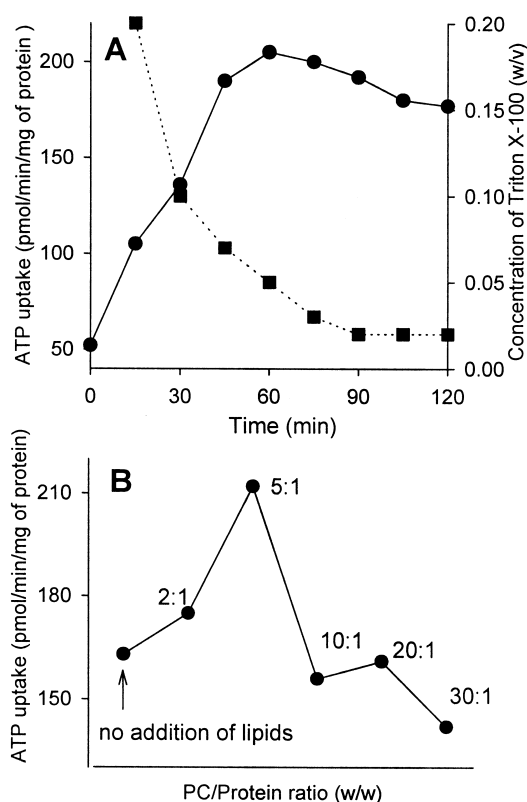 A
ATP uptake (pmol/min/mg of protein )
200
150
100
50
0.20
0.15
0.10
0.05
0.00
Concentration of Triton X-100 (w/v)
0
30
60
90
120
Time (min)
B
ATP uptake (pmol/min/mg of protein)
210
180
150
2:1
5:1
10:1
20:1
30:1
no addition of lipids
PC/Protein ratio (w/w)